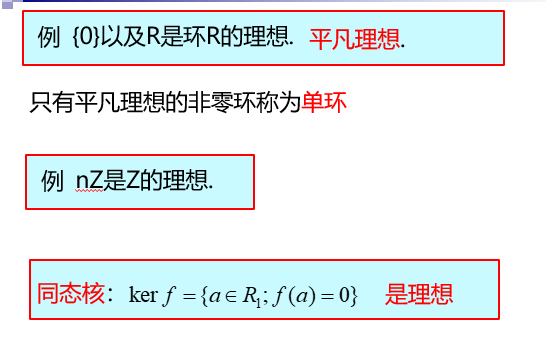 例 {0}以及R是环R的理想. 平凡理想.
只有平凡理想的非零环称为单环
例 nZ是Z的理想.
同态核：ker f = {a ∈ R₁; f(a) = 0} 是理想